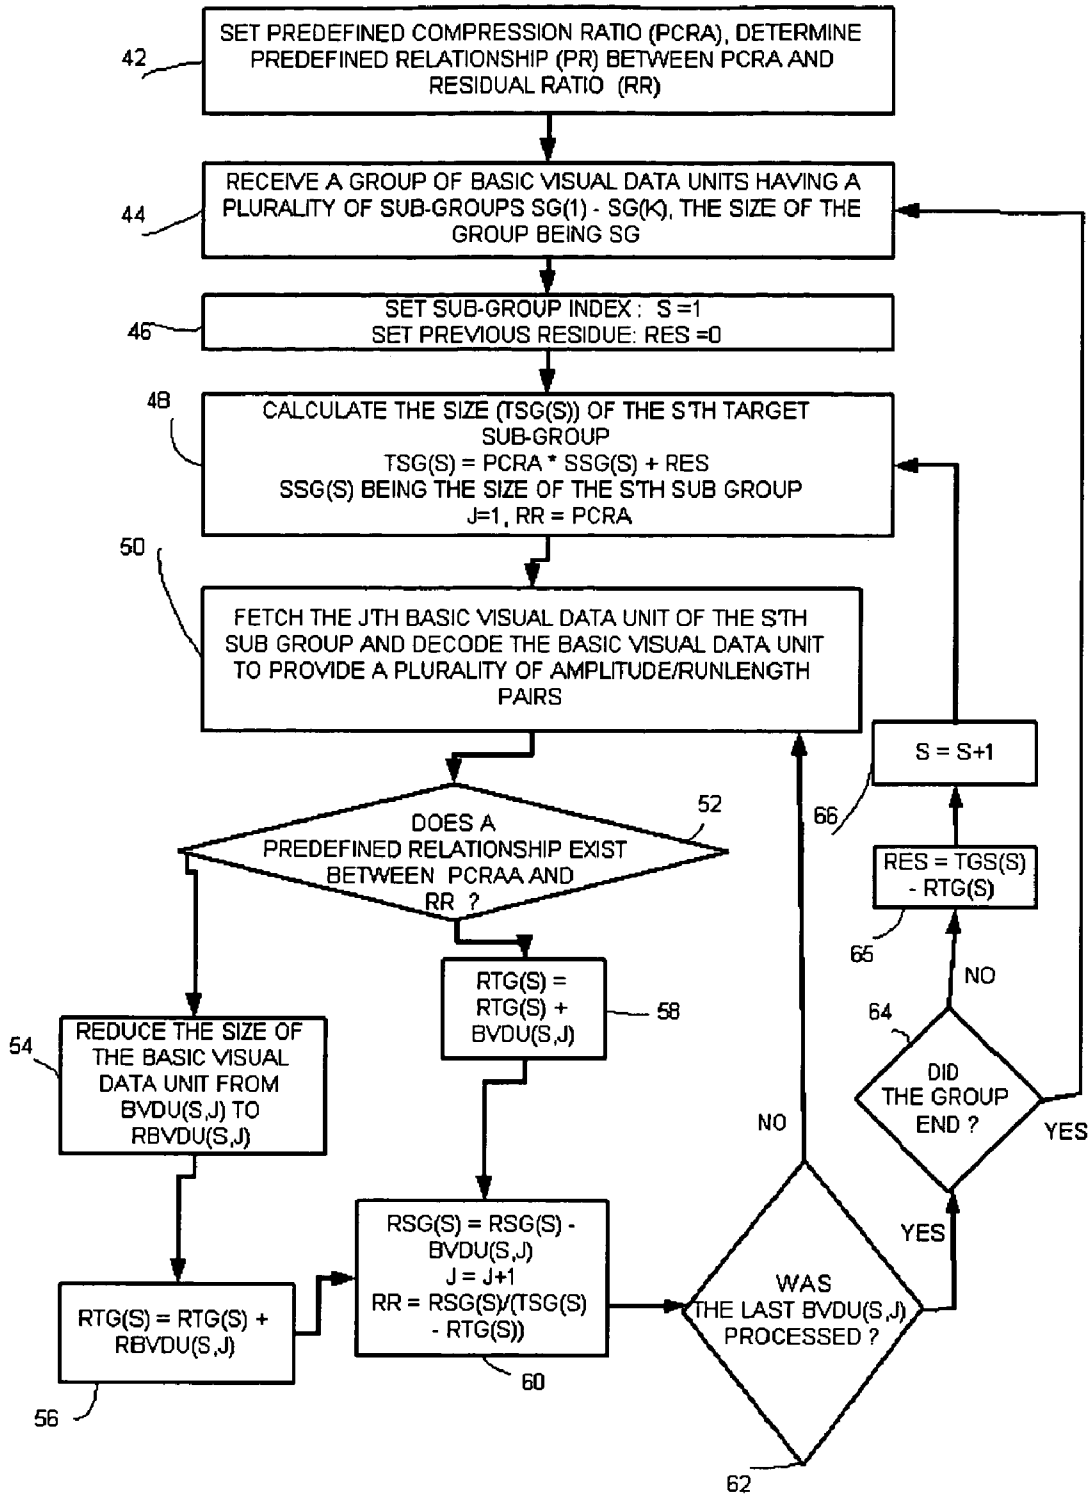 42
SET PREDEFINED COMPRESSION RATIO (PCRA), DETERMINE
PREDEFINED RELATIONSHIP (PR) BETWEEN PCRA AND
RESIDUAL RATIO (RR)
44
RECEIVE A GROUP OF BASIC VISUAL DATA UNITS HAVING A
PLURALITY OF SUB-GROUPS SG(1) - SG(K), THE SIZE OF THE
GROUP BEING SG
46
SET SUB-GROUP INDEX : S =1
SET PREVIOUS RESIDUE: RES =0
48
CALCULATE THE SIZE (TSG(S)) OF THE S'TH TARGET
SUB-GROUP
TSG(S) = PCRA * SSG(S) + RES
SSG(S) BEING THE SIZE OF THE S'TH SUB GROUP
J=1, RR = PCRA
50
FETCH THE J'TH BASIC VISUAL DATA UNIT OF THE S'TH
SUB GROUP AND DECODE THE BASIC VISUAL DATA UNIT
TO PROVIDE A PLURALITY OF AMPLITUDE/RUNLENGTH
PAIRS
52
DOES A
PREDEFINED RELATIONSHIP EXIST
BETWEEN PCRAA AND
RR ?
54
REDUCE THE SIZE OF
THE BASIC VISUAL
DATA UNIT FROM
BVDU(S,J) TO
RBVDU(S,J)
56
RTG(S) = RTG(S) +
RBVDU(S,J)
58
RTG(S) =
RTG(S) +
BVDU(S,J)
60
RSG(S) = RSG(S) -
BVDU(S,J)
J = J+1
RR = RSG(S)/(TSG(S)
- RTG(S))
62
WAS
THE LAST BVDU(S,J)
PROCESSED ?
NO
YES
64
DID
THE GROUP
END ?
YES
NO
65
RES = TGS(S)
- RTG(S)
66
S = S+1